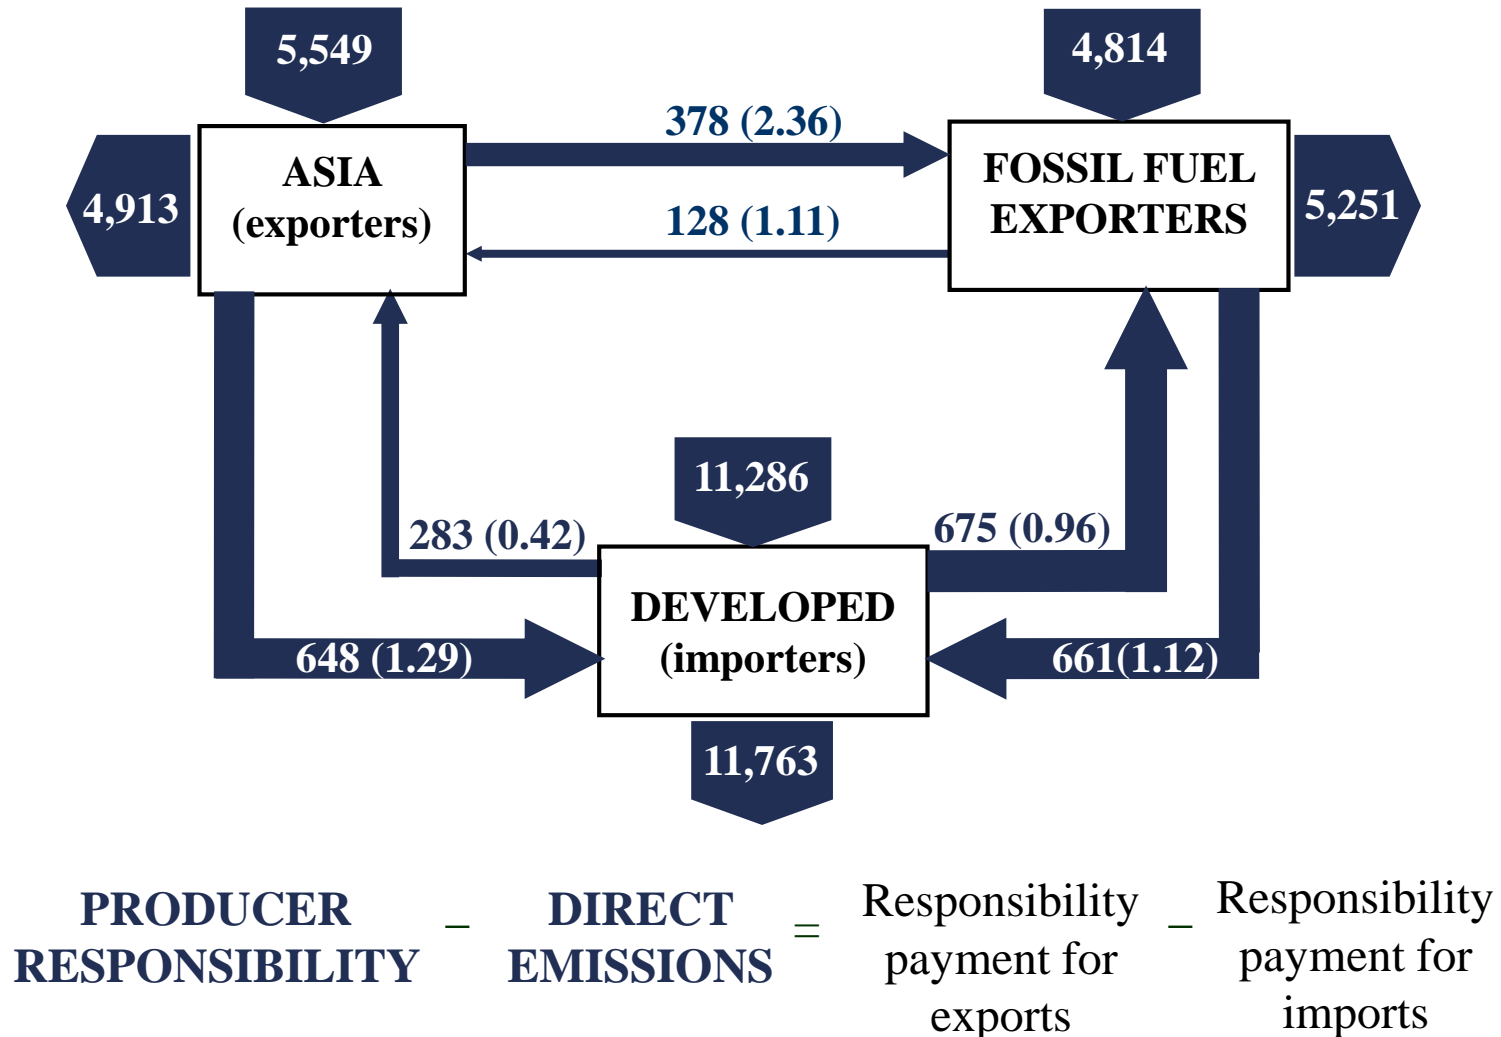 5,549
4,814
378 (2.36)
ASIA
(exporters)
FOSSIL FUEL
EXPORTERS
4,913
5,251
128 (1.11)
11,286
283 (0.42)
675 (0.96)
DEVELOPED
(importers)
648 (1.29)
661(1.12)
11,763
PRODUCER
RESPONSIBILITY
–
DIRECT
EMISSIONS
=
Responsibility
payment for
exports
–
Responsibility
payment for
imports